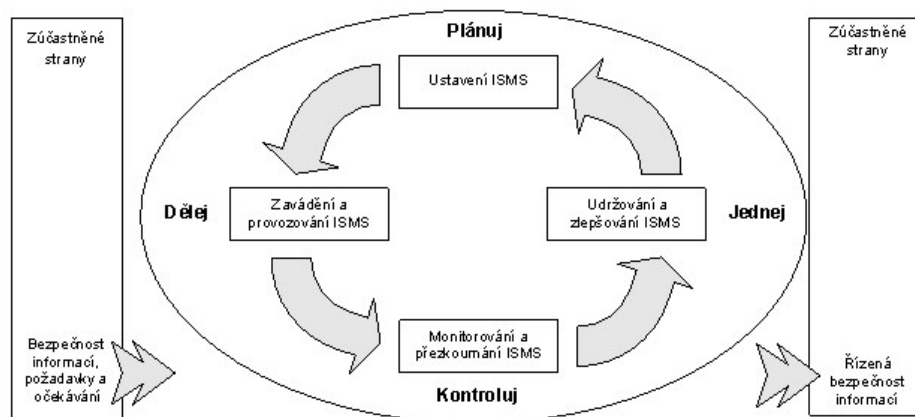 Zúčastněné
strany
Bezpečnost
informací,
požadavky a
očekávání
Plánuj
Ustavení ISMS
Dělej
Zavádění a
provozování ISMS
Udržování a
zlepšování ISMS
Jednej
Monitorování a
přezkoumání ISMS
Kontroluj
Zúčastněné
strany
Řízená
bezpečnost
informací